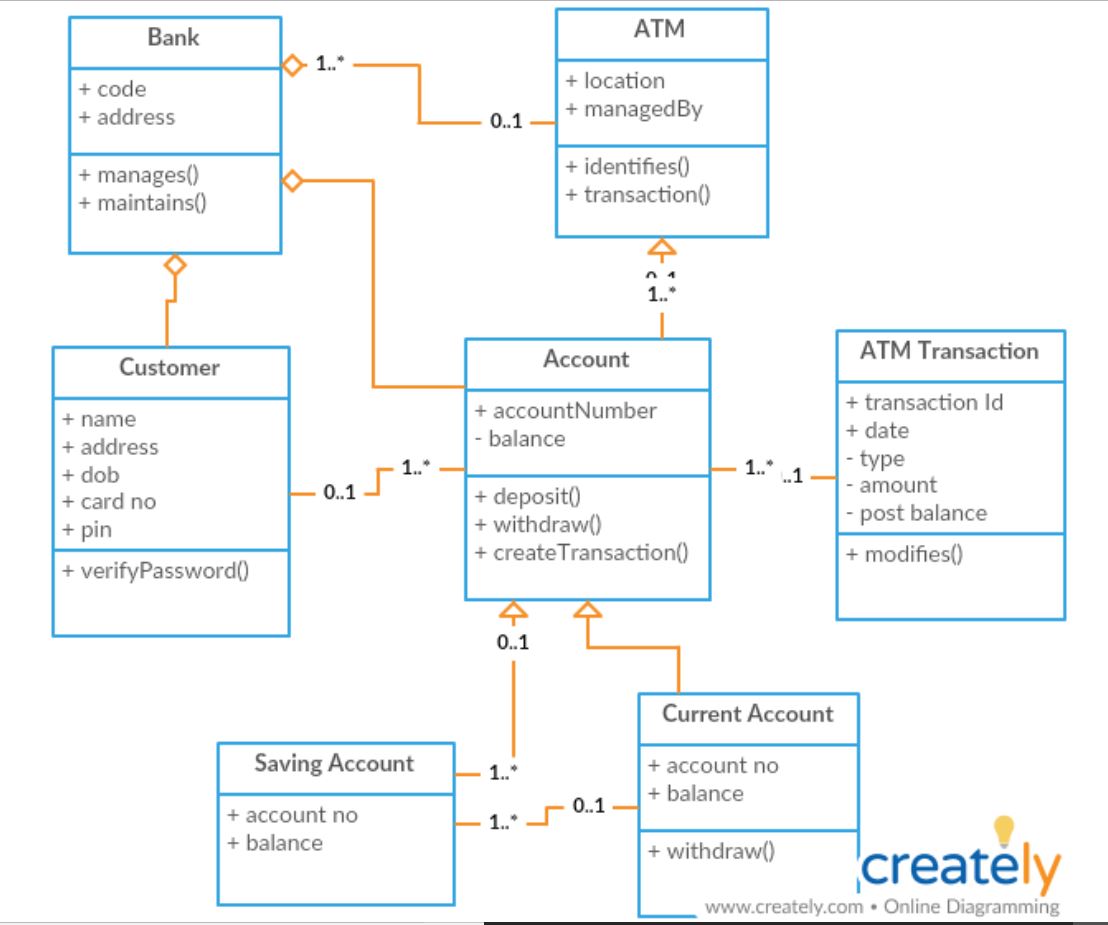 Bank
+ code
+ address
+ manages()
+ maintains()
1..*
0..1
ATM
+ location
+ managedBy
+ identifies()
+ transaction()
1..*
Customer
+ name
+ address
+ dob
+ card no
+ pin
+ verifyPassword()
0..1
1..*
Account
+ accountNumber
- balance
+ deposit()
+ withdraw()
+ createTransaction()
1..*
..1
ATM Transaction
+ transaction Id
+ date
- type
- amount
- post balance
+ modifies()
0..1
1..*
Saving Account
+ account no
+ balance
1..*
0..1
Current Account
+ account no
+ balance
+ withdraw()
creately
www.creately.com • Online Diagramming